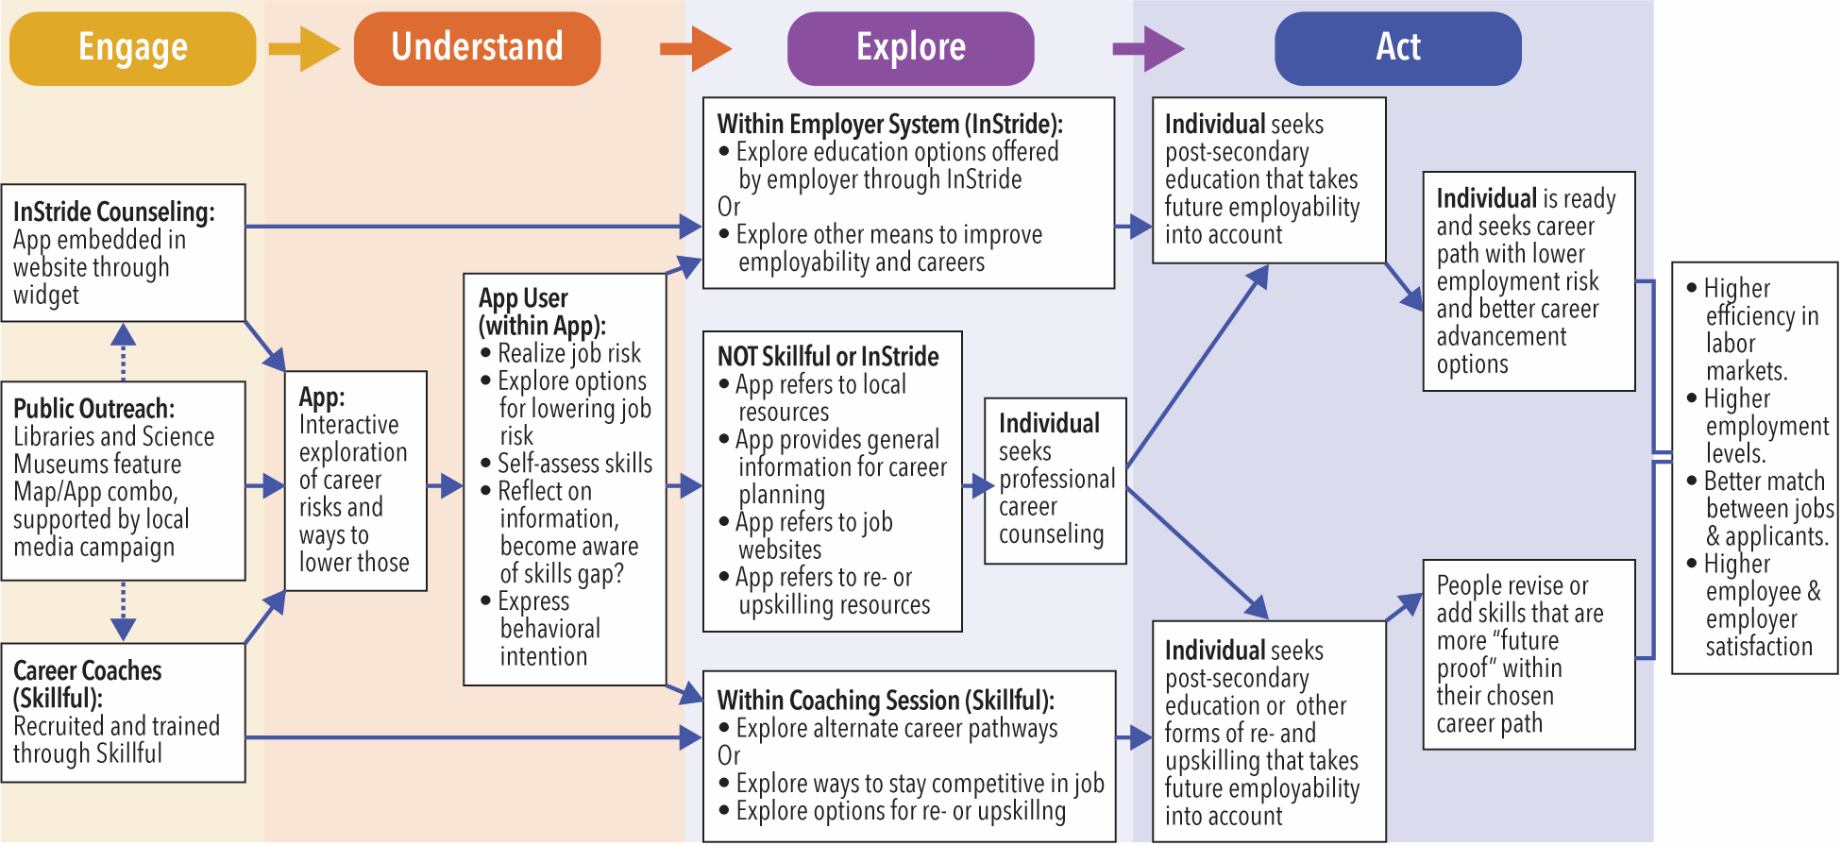 Engage
Understand
Explore
Act
InStride Counseling:
App embedded in
website through
widget
Public Outreach:
Libraries and Science
Museums feature
Map/App combo,
supported by local
media campaign
Career Coaches
(Skillful):
Recruited and trained
through Skillful
App:
Interactive
exploration
of career
risks and
ways to
lower those
App User
(within App):
• Realize job risk
• Explore options
for lowering job
risk
• Self-assess skills
• Reflect on
information,
become aware
of skills gap?
• Express
behavioral
intention
Within Employer System (InStride):
• Explore education options offered
by employer through InStride
Or
• Explore other means to improve
employability and careers
NOT Skillful or InStride
• App refers to local
resources
• App provides general
information for career
planning
• App refers to job
websites
• App refers to re- or
upskilling resources
Individual
seeks
professional
career
counseling
Within Coaching Session (Skillful):
• Explore alternate career pathways
Or
• Explore ways to stay competitive in job
• Explore options for re- or upskillng
Individual seeks
post-secondary
education that takes
future employability
into account
Individual is ready
and seeks career
path with lower
employment risk
and better career
advancement
options
Individual seeks
post-secondary
education or other
forms of re- and
upskilling that takes
future employability
into account
People revise or
add skills that are
more “future
proof” within
their chosen
career path
• Higher
efficiency in
labor
markets.
• Higher
employment
levels.
• Better match
between jobs
& applicants.
• Higher
employee &
employer
satisfaction